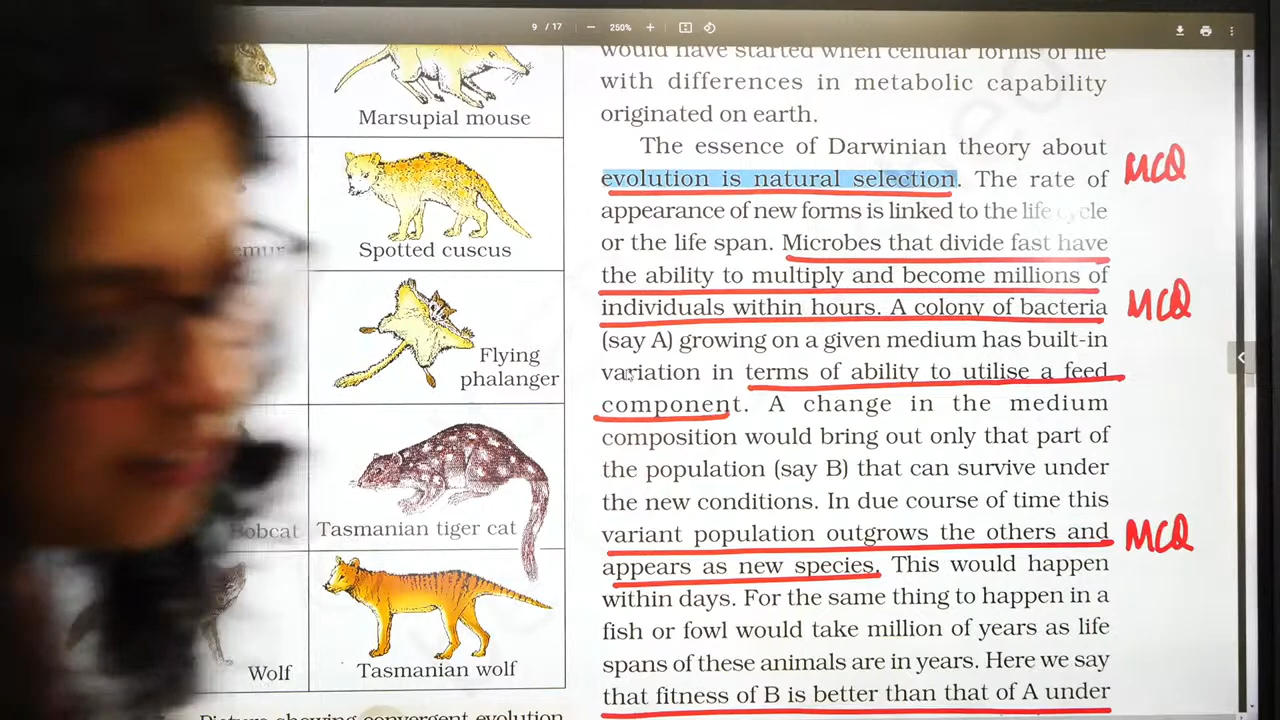 9 / 17
250%
Marsupial mouse
Spotted cuscus
Flying
phalanger
Bobcat
Tasmanian tiger cat
Wolf
Tasmanian wolf
Picture showing convergent evolution
would have started when cellular forms of life
with differences in metabolic capability
originated on earth.
The essence of Darwinian theory about
evolution is natural selection. The rate of
appearance of new forms is linked to the life cycle
or the life span. Microbes that divide fast have
the ability to multiply and become millions of
individuals within hours. A colony of bacteria
(say A) growing on a given medium has built-in
variation in terms of ability to utilise a feed
component. A change in the medium
composition would bring out only that part of
the population (say B) that can survive under
the new conditions. In due course of time this
variant population outgrows the others and
appears as new species. This would happen
within days. For the same thing to happen in a
fish or fowl would take million of years as life
spans of these animals are in years. Here we say
that fitness of B is better than that of A under
MCQ
MCQ
MCQ